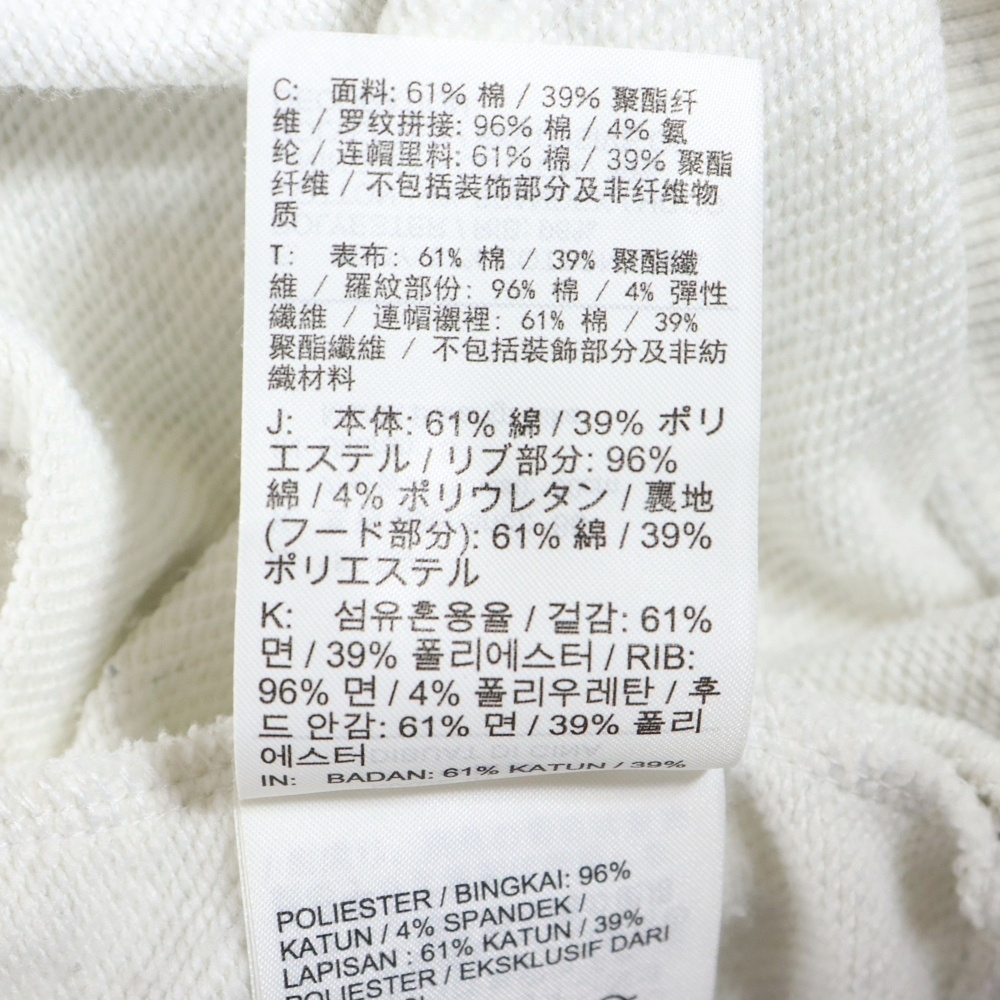 C: 面料: 61% 棉 / 39% 聚酯纤
维 / 罗纹拼接: 96% 棉 / 4% 氨
纶 / 连帽里料: 61% 棉 / 39% 聚酯
纤维 / 不包括装饰部分及非纤维物
质
T: 表布: 61% 棉 / 39% 聚酯纖
維 / 羅紋部份: 96% 棉 / 4% 彈性
纖維 / 連帽襯裡: 61% 棉 / 39%
聚酯纖維 / 不包括裝飾部分及非紡
織材料
J: 本体: 61% 綿 / 39% ポリ
エステル / リブ部分: 96%
綿 / 4% ポリウレタン / 裏地
(フード部分): 61% 綿 / 39%
ポリエステル
K: 섬유혼용율 / 겉감: 61%
면 / 39% 폴리에스터 / RIB:
96% 면 / 4% 폴리우레탄 / 후
드 안감: 61% 면 / 39% 폴리
에스터
IN: BADAN: 61% KATUN / 39%
POLIESTER / BINGKAI: 96%
KATUN / 4% SPANDEK /
LAPISAN : 61% KATUN / 39%
POLIESTER / EKSKLUSIF DARI